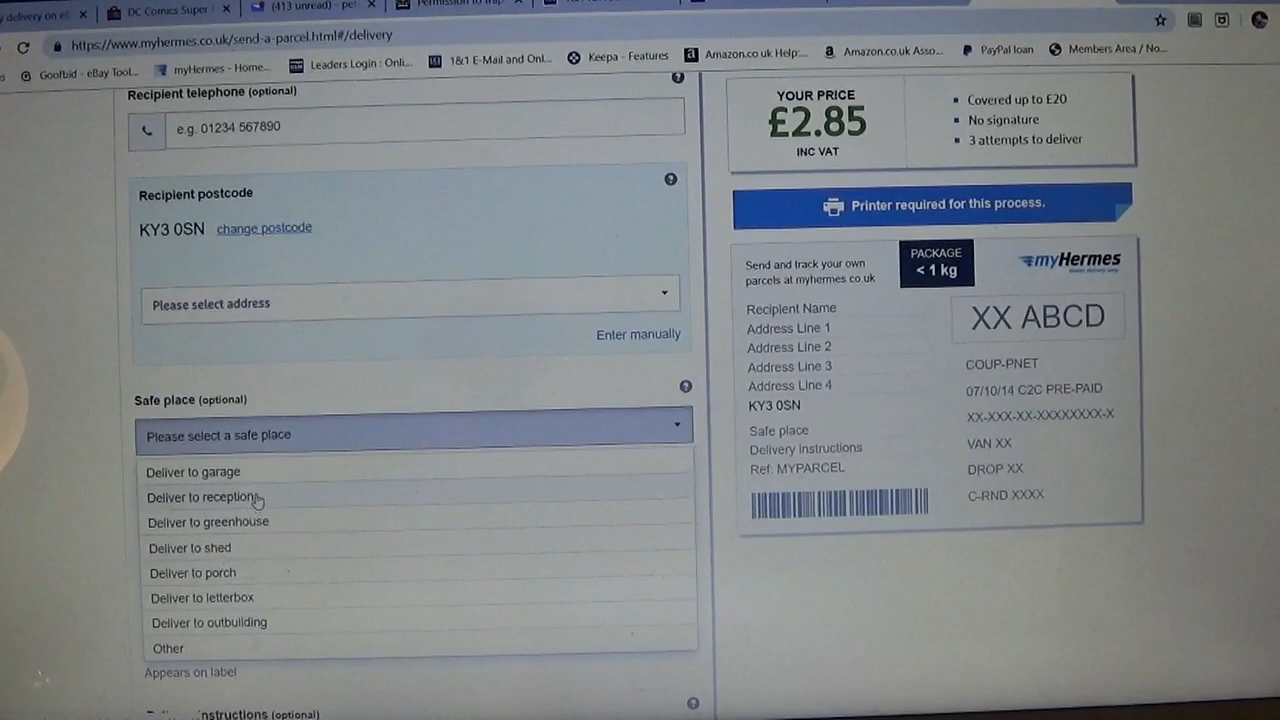 y delivery on e
DC Comics Super
(413 unread) - pet
https://www.myhermes.co.uk/send-a-parcel.html#/delivery
Goofbid - eBay Tool...
myHermes - Home...
Leaders Login : Onli...
1&1 E-Mail and Onl...
Keepa - Features
Amazon.co.uk Help:...
Amazon.co.uk Asso...
PayPal loan
Members Area / No...
Recipient telephone (optional)
e.g. 01234 567890
Recipient postcode
KY3 0SN change postcode
Please select address
Enter manually
Safe place (optional)
Please select a safe place
Deliver to garage
Deliver to reception
Deliver to greenhouse
Deliver to shed
Deliver to porch
Deliver to letterbox
Deliver to outbuilding
Other
Appears on label
nstructions (optional)
YOUR PRICE
£2.85
INC VAT
Covered up to £20
No signature
3 attempts to deliver
Printer required for this process.
Send and track your own
parcels at myhermes co uk
PACKAGE
< 1 kg
myHermes
Recipient Name
Address Line 1
Address Line 2
Address Line 3
Address Line 4
KY3 0SN
Safe place
Delivery instructions
Ref: MYPARCEL
XX ABCD
COUP-PNET
07/10/14 C2C PRE-PAID
XX-XXX-XX-XXXXXXXX-X
VAN XX
DROP XX
C-RND XXXX